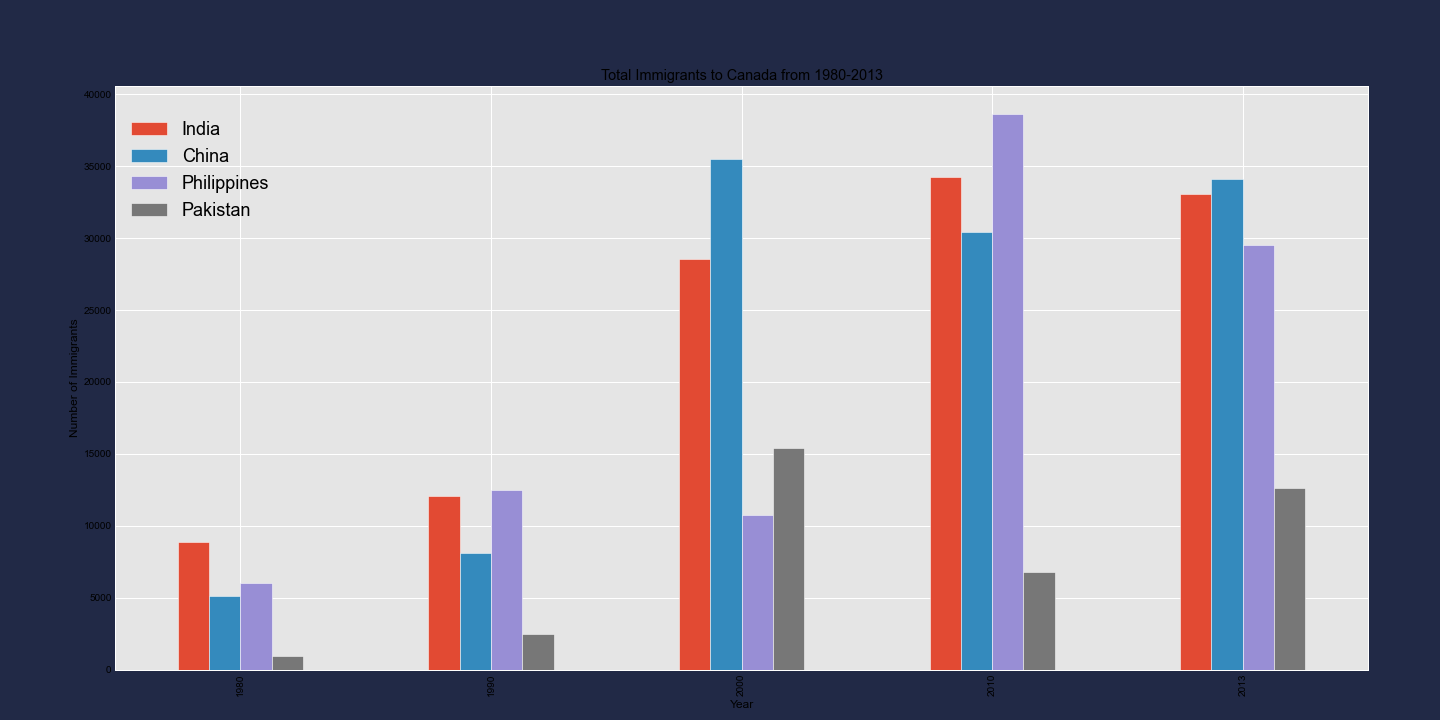 Total Immigrants to Canada from 1980-2013
India
China
Philippines
Pakistan
40000
35000
30000
25000
20000
15000
10000
5000
0
Number of Immigrants
1980
1990
2000
2010
2013
Year